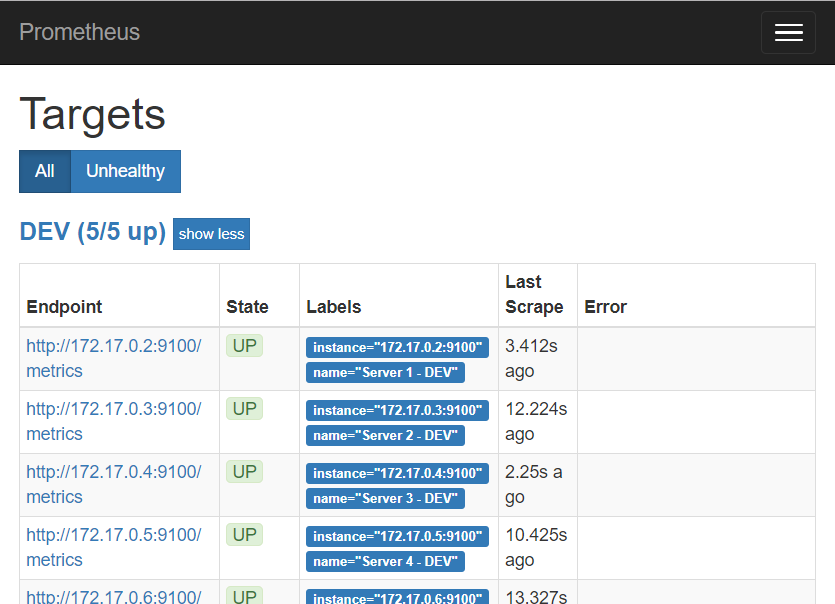 Prometheus
Targets
All Unhealthy
DEV (5/5 up) show less
Endpoint State Labels Last Scrape Error
http://172.17.0.2:9100/metrics UP instance="172.17.0.2:9100" name="Server 1 - DEV" 3.412s ago
http://172.17.0.3:9100/metrics UP instance="172.17.0.3:9100" name="Server 2 - DEV" 12.224s ago
http://172.17.0.4:9100/metrics UP instance="172.17.0.4:9100" name="Server 3 - DEV" 2.25s ago
http://172.17.0.5:9100/metrics UP instance="172.17.0.5:9100" name="Server 4 - DEV" 10.425s ago
http://172.17.0.6:9100/ UP instance="172.17.0.6:9100" 13.327s